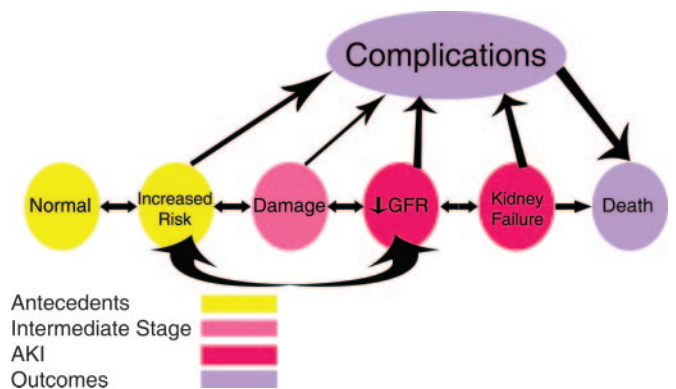 Complications
Normal
Increased
Risk
Damage
↓GFR
Kidney
Failure
Death
Antecedents
Intermediate Stage
AKI
Outcomes